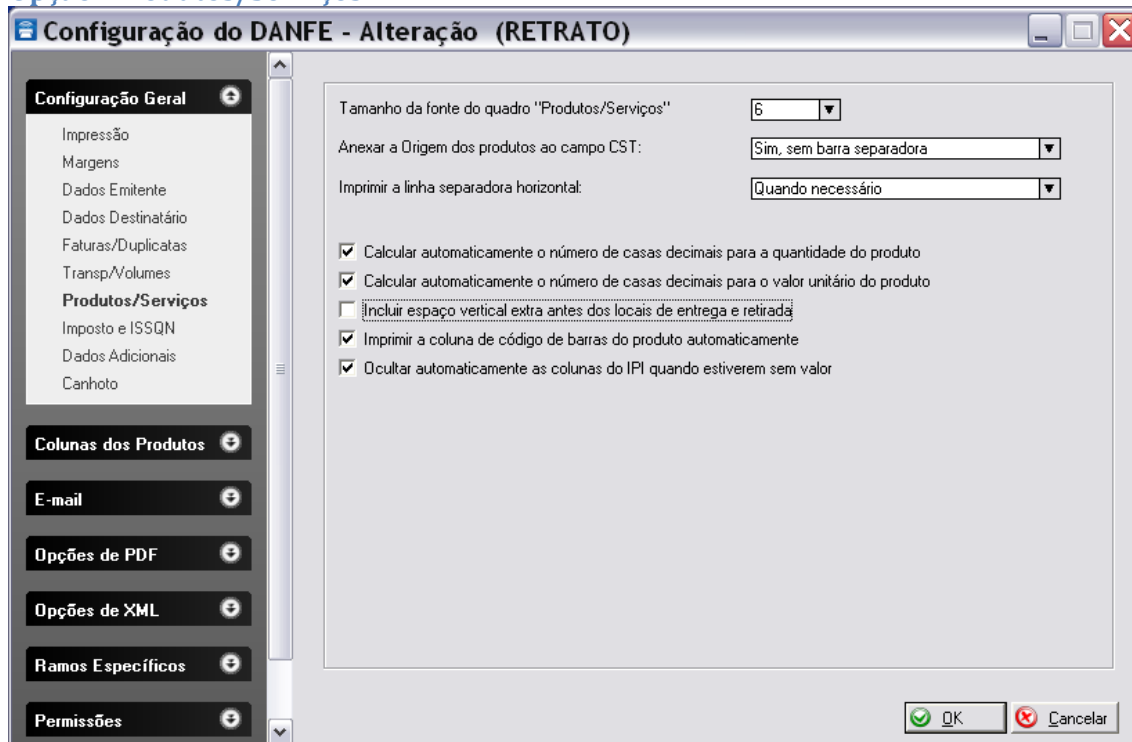 Opção Produtos/Serviços
Configuração do DANFE - Alteração (RETRATO)
Configuração Geral
Impressão
Margens
Dados Emitente
Dados Destinatário
Faturas/Duplicatas
Transp/Volumes
Produtos/Serviços
Imposto e ISSQN
Dados Adicionais
Canhoto
Colunas dos Produtos
E-mail
Opções de PDF
Opções de XML
Ramos Específicos
Permissões
Tamanho da fonte do quadro "Produtos/Serviços" 6
Anexar a Origem dos produtos ao campo CST: Sim, sem barra separadora
Imprimir a linha separadora horizontal: Quando necessário
Calcular automaticamente o número de casas decimais para a quantidade do produto
Calcular automaticamente o número de casas decimais para o valor unitário do produto
Incluir espaço vertical extra antes dos locais de entrega e retirada
Imprimir a coluna de código de barras do produto automaticamente
Ocultar automaticamente as colunas do IPI quando estiverem sem valor
OK Cancelar